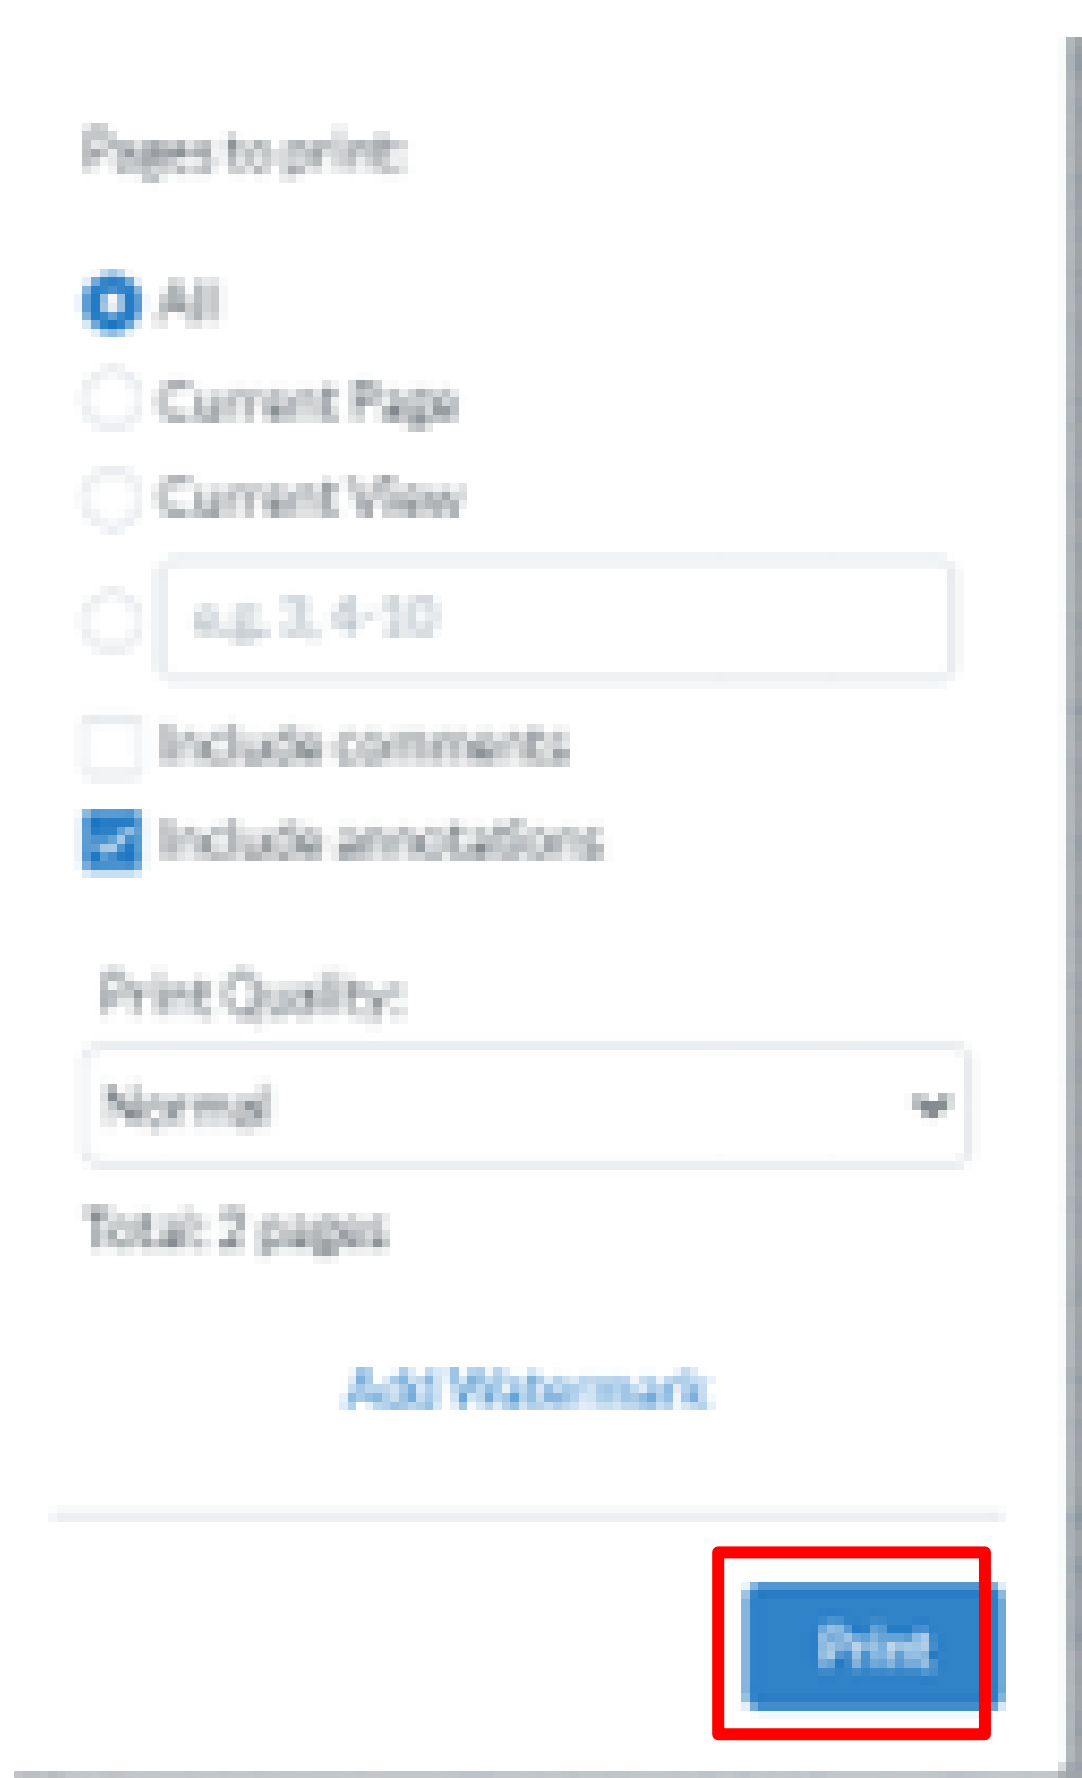 Pages to print:
All
Current Page
Current View
e.g. 3, 4-10
Include comments
Include annotations
Print Quality:
Normal
Total: 2 pages
Add Watermark
Print